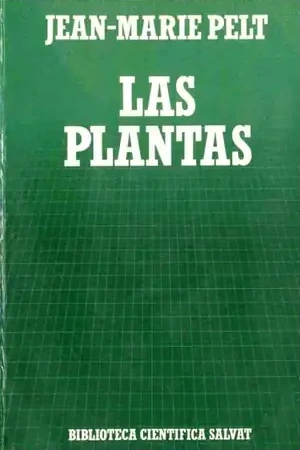 JEAN-MARIE PELT
LAS
PLANTAS
BIBLIOTECA CIENTIFICA SALVAT